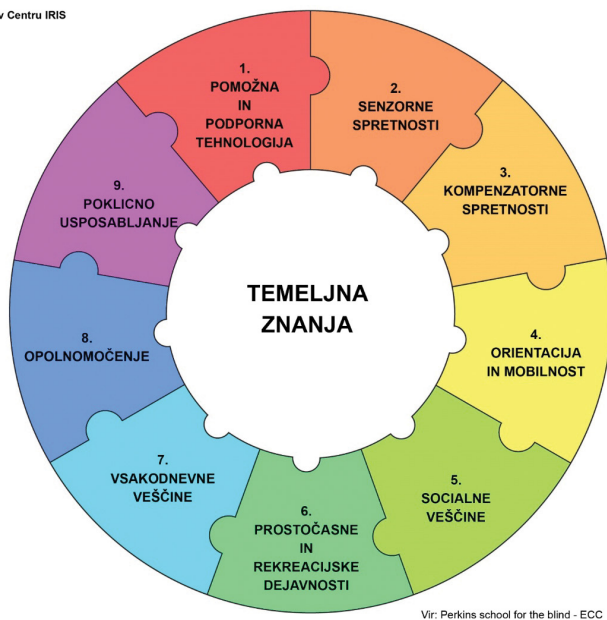 v Centru IRIS
1.
POMOŽNA
IN
PODPORNA
TEHNOLOGIJA
2.
SENZORNE
SPRETNOSTI
3.
KOMPENZATORNE
SPRETNOSTI
4.
ORIENTACIJA
IN MOBILNOST
5.
SOCIALNE
VEŠČINE
6.
PROSTOČASNE
IN
REKREACIJSKE
DEJAVNOSTI
7.
VSAKODNEVNE
VEŠČINE
8.
OPOLNOMOČENJE
9.
POKLICNO
USPOSABLJANJE
TEMELJNA
ZNANJA
Vir: Perkins school for the blind - ECC